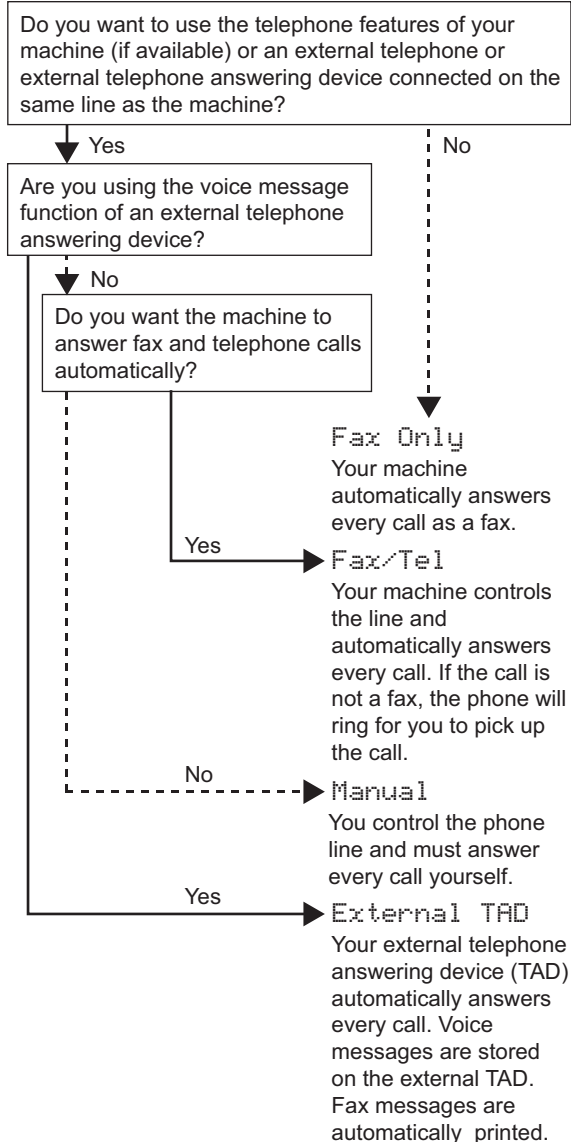 Do you want to use the telephone features of your
machine (if available) or an external telephone or
external telephone answering device connected on the
same line as the machine?
Yes
No
Are you using the voice message
function of an external telephone
answering device?
No
Do you want the machine to
answer fax and telephone calls
automatically?
Fax Only
Your machine
automatically answers
every call as a fax.
Yes
Fax/Tel
Your machine controls
the line and
automatically answers
every call. If the call is
not a fax, the phone will
ring for you to pick up
the call.
No
Manual
You control the phone
line and must answer
every call yourself.
Yes
External TAD
Your external telephone
answering device (TAD)
automatically answers
every call. Voice
messages are stored
on the external TAD.
Fax messages are
automatically printed.